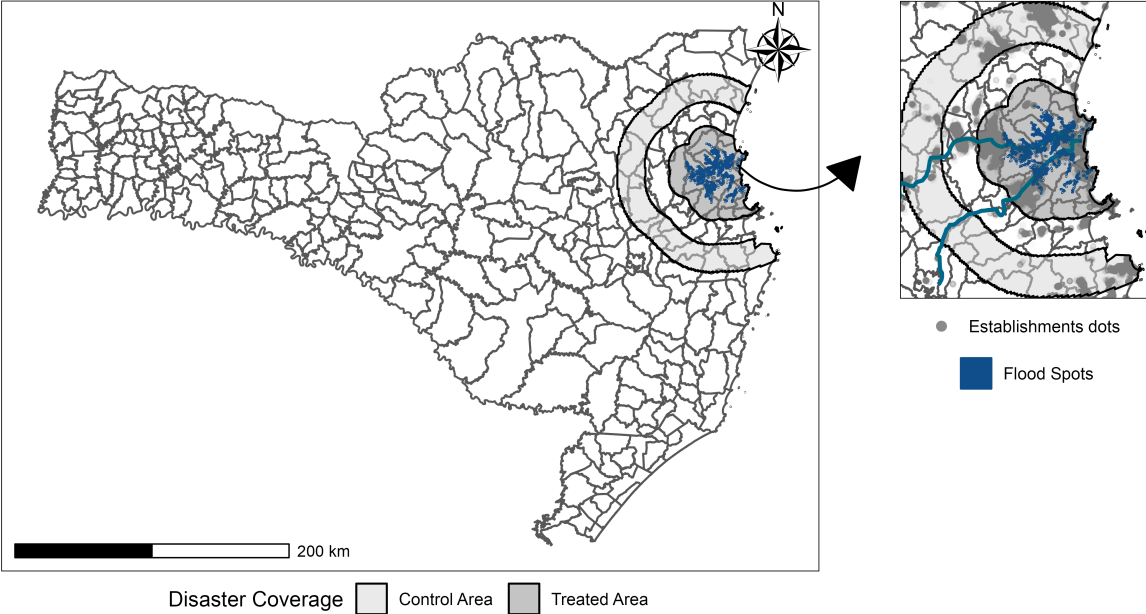 N
Establishments dots
Flood Spots
200 km
Disaster Coverage Control Area Treated Area